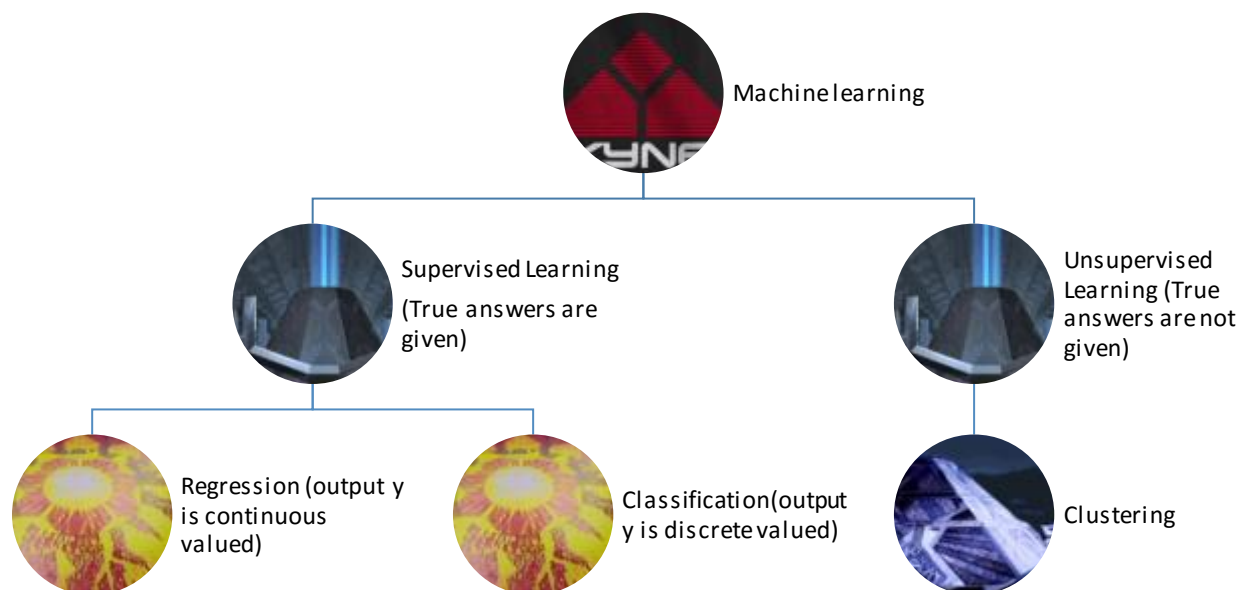 Machine learning
KYNE
Supervised Learning
(True answers are
given)
Unsupervised
Learning (True
answers are not
given)
Regression (output y
is continuous
valued)
Classification(output
y is discrete valued)
Clustering